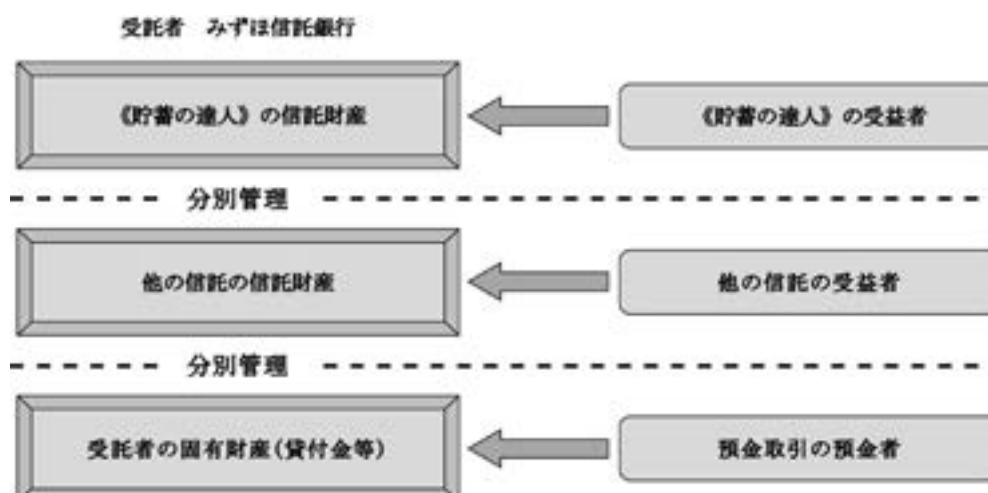 受託者　みずほ信託銀行
《貯蓄の達人》の信託財産
《貯蓄の達人》の受益者
分別管理
他の信託の信託財産
他の信託の受益者
分別管理
受託者の固有財産(貸付金等)
預金取引の預金者